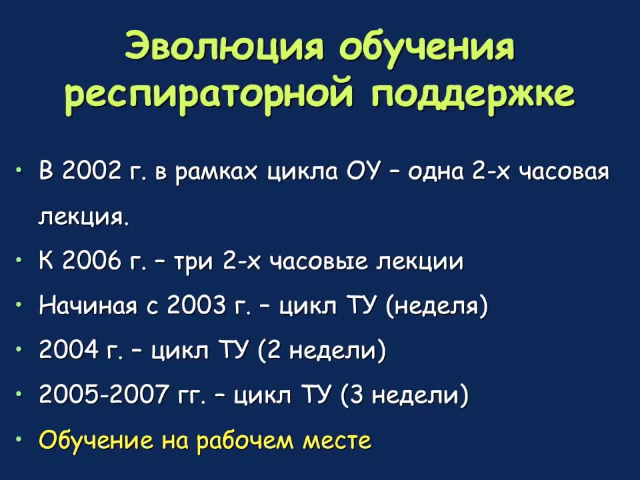 Эволюция обучения
респираторной поддержке
• В 2002 г. в рамках цикла ОУ – одна 2-х часовая
лекция.
• К 2006 г. – три 2-х часовые лекции
• Начиная с 2003 г. – цикл ТУ (неделя)
• 2004 г. – цикл ТУ (2 недели)
• 2005-2007 гг. – цикл ТУ (3 недели)
• Обучение на рабочем месте